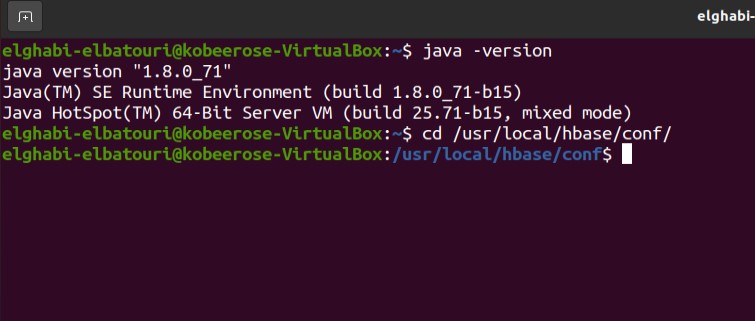 elghabi-
elghabi-elbatouri@kobeerose-VirtualBox:~$ java -version
java version "1.8.0_71"
Java(TM) SE Runtime Environment (build 1.8.0_71-b15)
Java HotSpot(TM) 64-Bit Server VM (build 25.71-b15, mixed mode)
elghabi-elbatouri@kobeerose-VirtualBox:~$ cd /usr/local/hbase/conf/
elghabi-elbatouri@kobeerose-VirtualBox:/usr/local/hbase/conf$